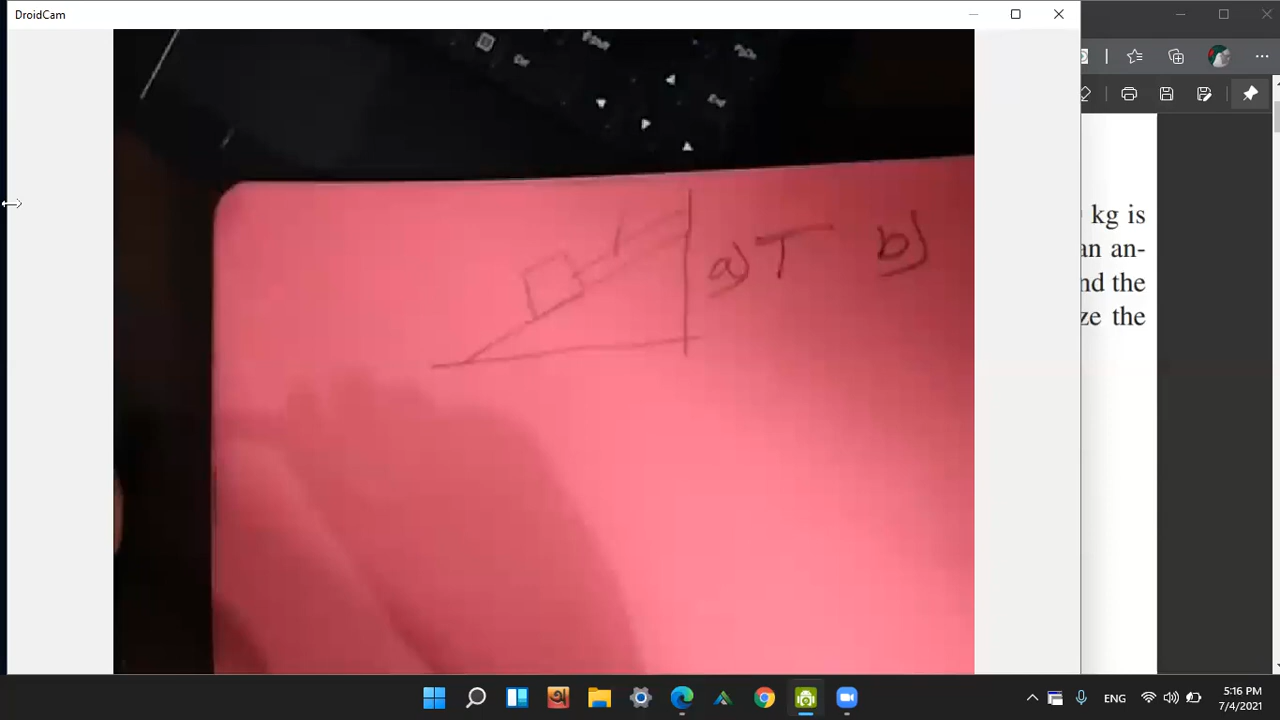 DroidCam
kg is
an an-
nd the
ze the
a) T b)
ENG
5:16 PM
7/4/2021